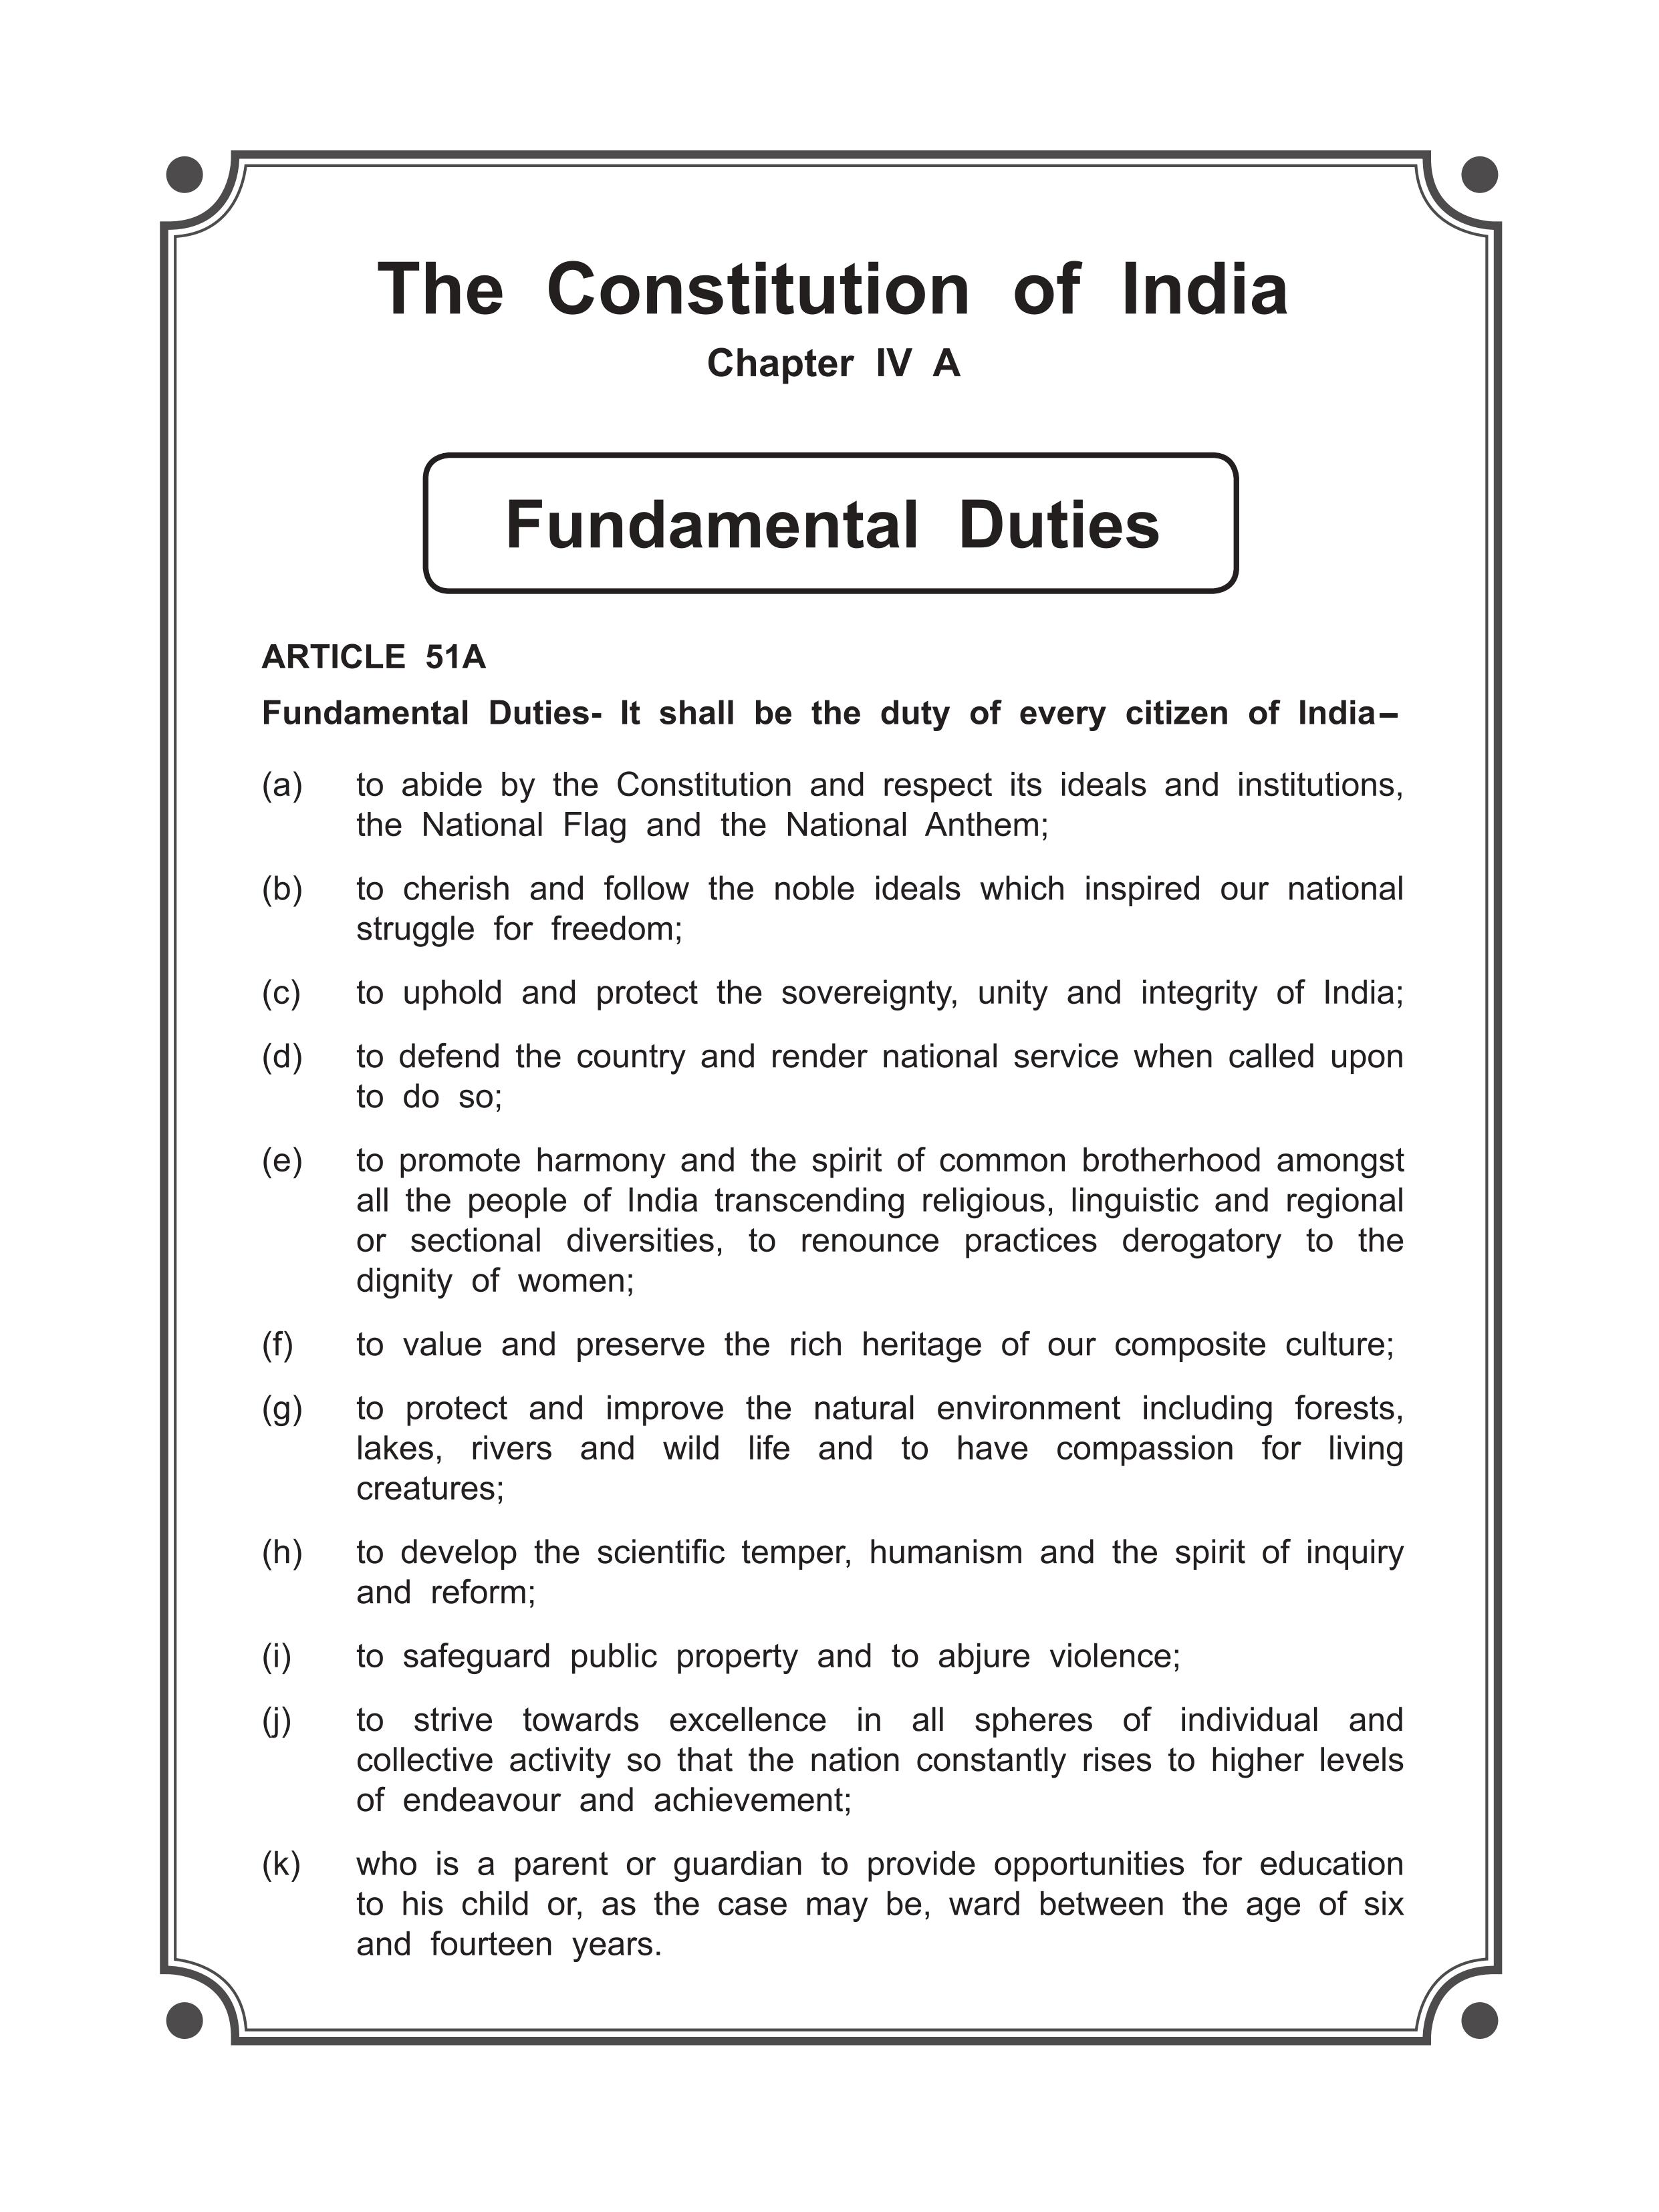 The Constitution of India
Chapter IV A
Fundamental Duties
ARTICLE 51A
Fundamental Duties- It shall be the duty of every citizen of India–
(a) to abide by the Constitution and respect its ideals and institutions,
the National Flag and the National Anthem;
(b) to cherish and follow the noble ideals which inspired our national
struggle for freedom;
(c) to uphold and protect the sovereignty, unity and integrity of India;
(d) to defend the country and render national service when called upon
to do so;
(e) to promote harmony and the spirit of common brotherhood amongst
all the people of India transcending religious, linguistic and regional
or sectional diversities, to renounce practices derogatory to the
dignity of women;
(f) to value and preserve the rich heritage of our composite culture;
(g) to protect and improve the natural environment including forests,
lakes, rivers and wild life and to have compassion for living
creatures;
(h) to develop the scientific temper, humanism and the spirit of inquiry
and reform;
(i) to safeguard public property and to abjure violence;
(j) to strive towards excellence in all spheres of individual and
collective activity so that the nation constantly rises to higher levels
of endeavour and achievement;
(k) who is a parent or guardian to provide opportunities for education
to his child or, as the case may be, ward between the age of six
and fourteen years.